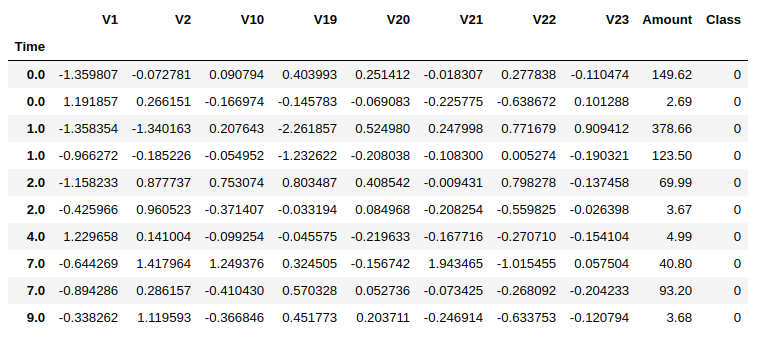 V1 V2 V10 V19 V20 V21 V22 V23 Amount Class
Time
0.0 -1.359807 -0.072781 0.090794 0.403993 0.251412 -0.018307 0.277838 -0.110474 149.62 0
0.0 1.191857 0.266151 -0.166974 -0.145783 -0.069083 -0.225775 -0.638672 0.101288 2.69 0
1.0 -1.358354 -1.340163 0.207643 -2.261857 0.524980 0.247998 0.771679 0.909412 378.66 0
1.0 -0.966272 -0.185226 -0.054952 -1.232622 -0.208038 -0.108300 0.005274 -0.190321 123.50 0
2.0 -1.158233 0.877737 0.753074 0.803487 0.408542 -0.009431 0.798278 -0.137458 69.99 0
2.0 -0.425966 0.960523 -0.371407 -0.033194 0.084968 -0.208254 -0.559825 -0.026398 3.67 0
4.0 1.229658 0.141004 -0.099254 -0.045575 -0.219633 -0.167716 -0.270710 -0.154104 4.99 0
7.0 -0.644269 1.417964 1.249376 0.324505 -0.156742 1.943465 -1.015455 0.057504 40.80 0
7.0 -0.894286 0.286157 -0.410430 0.570328 0.052736 -0.073425 -0.268092 -0.204233 93.20 0
9.0 -0.338262 1.119593 -0.366846 0.451773 0.203711 -0.246914 -0.633753 -0.120794 3.68 0